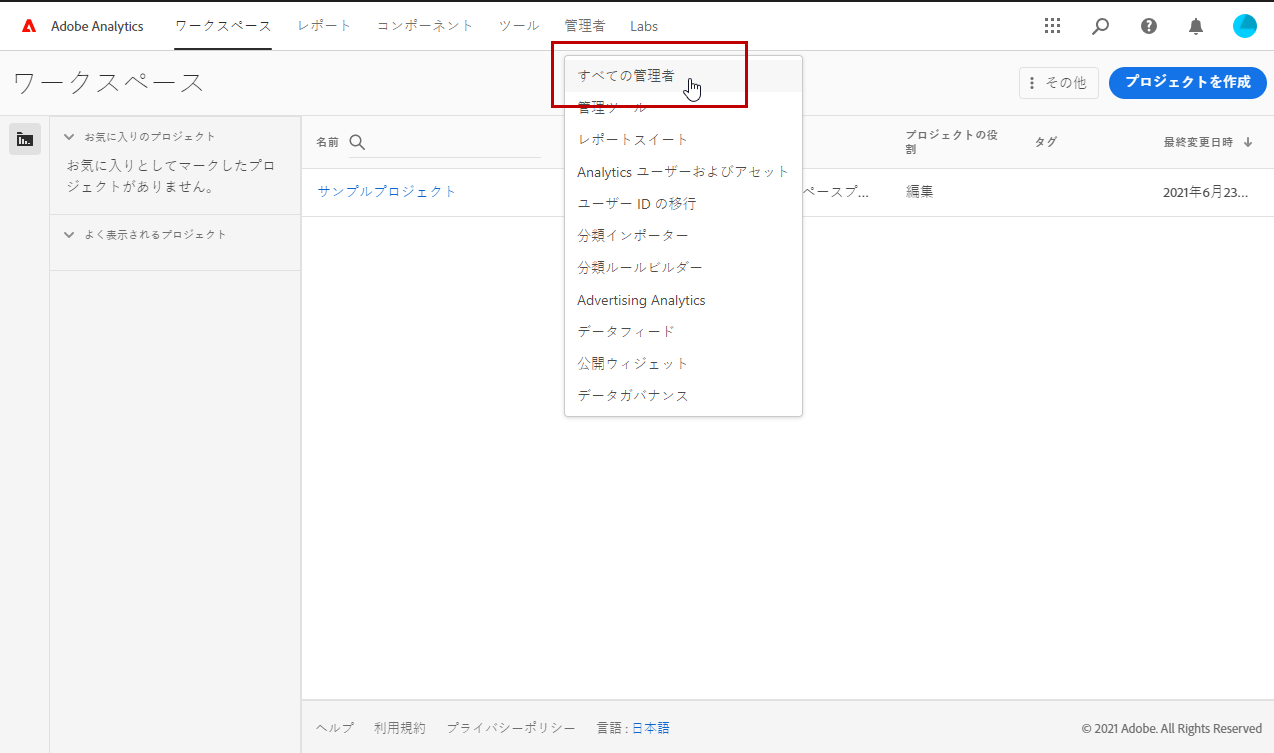 Adobe Analytics ワークスペース レポート コンポーネント ツール 管理者 Labs
ワークスペース
その他
プロジェクトを作成
すべての管理者
管理ツール
レポートスイート
Analytics ユーザーおよびアセット
ユーザー ID の移行
分類インポーター
分類ルールビルダー
Advertising Analytics
データフィード
公開ウィジェット
データガバナンス
お気に入りのプロジェクト
お気に入りとしてマークしたプロ
ジェクトがありません。
よく表示されるプロジェクト
名前
プロジェクトの役
割
タグ
最終変更日時
サンプルプロジェクト
ペースプ...
編集
2021年6月23...
ヘルプ 利用規約 プライバシーポリシー 言語 : 日本語
© 2021 Adobe. All Rights Reserved